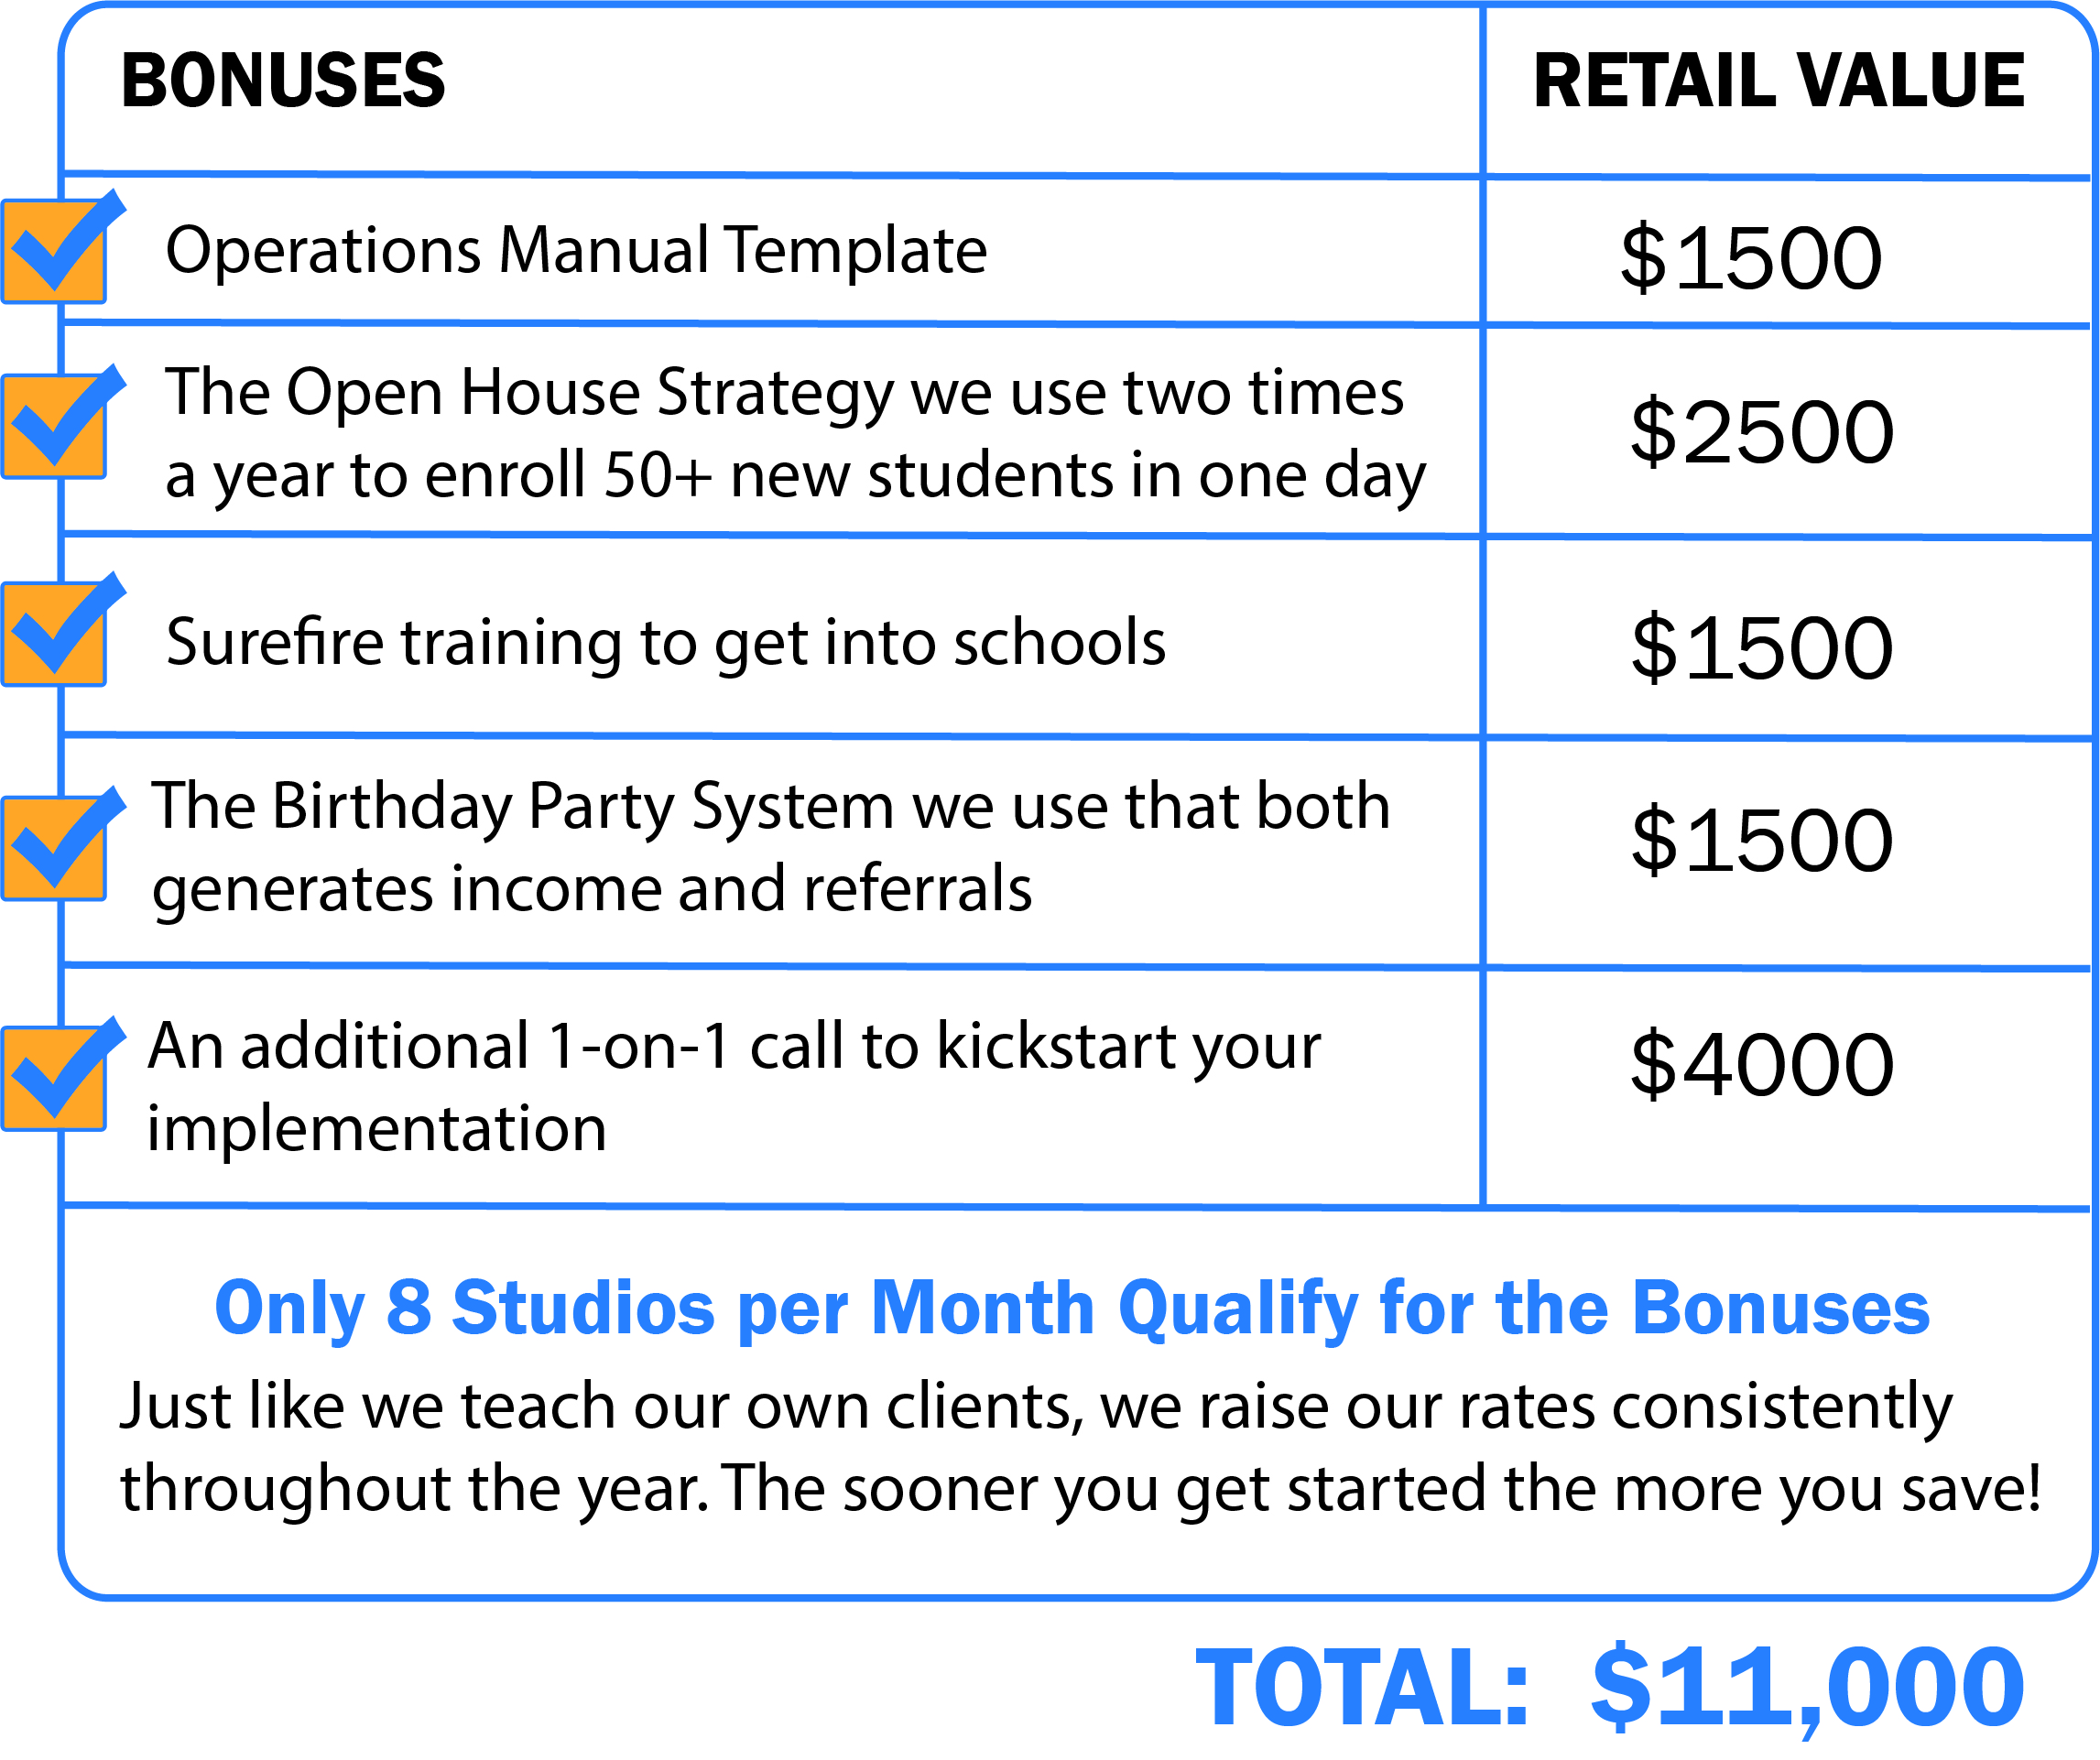 BONUSES RETAIL VALUE
Operations Manual Template $1500
The Open House Strategy we use two times
a year to enroll 50+ new students in one day $2500
Surefire training to get into schools $1500
The Birthday Party System we use that both
generates income and referrals $1500
An additional 1-on-1 call to kickstart your
implementation $4000
Only 8 Studios per Month Qualify for the Bonuses
Just like we teach our own clients, we raise our rates consistently
throughout the year. The sooner you get started the more you save!
TOTAL: $11,000